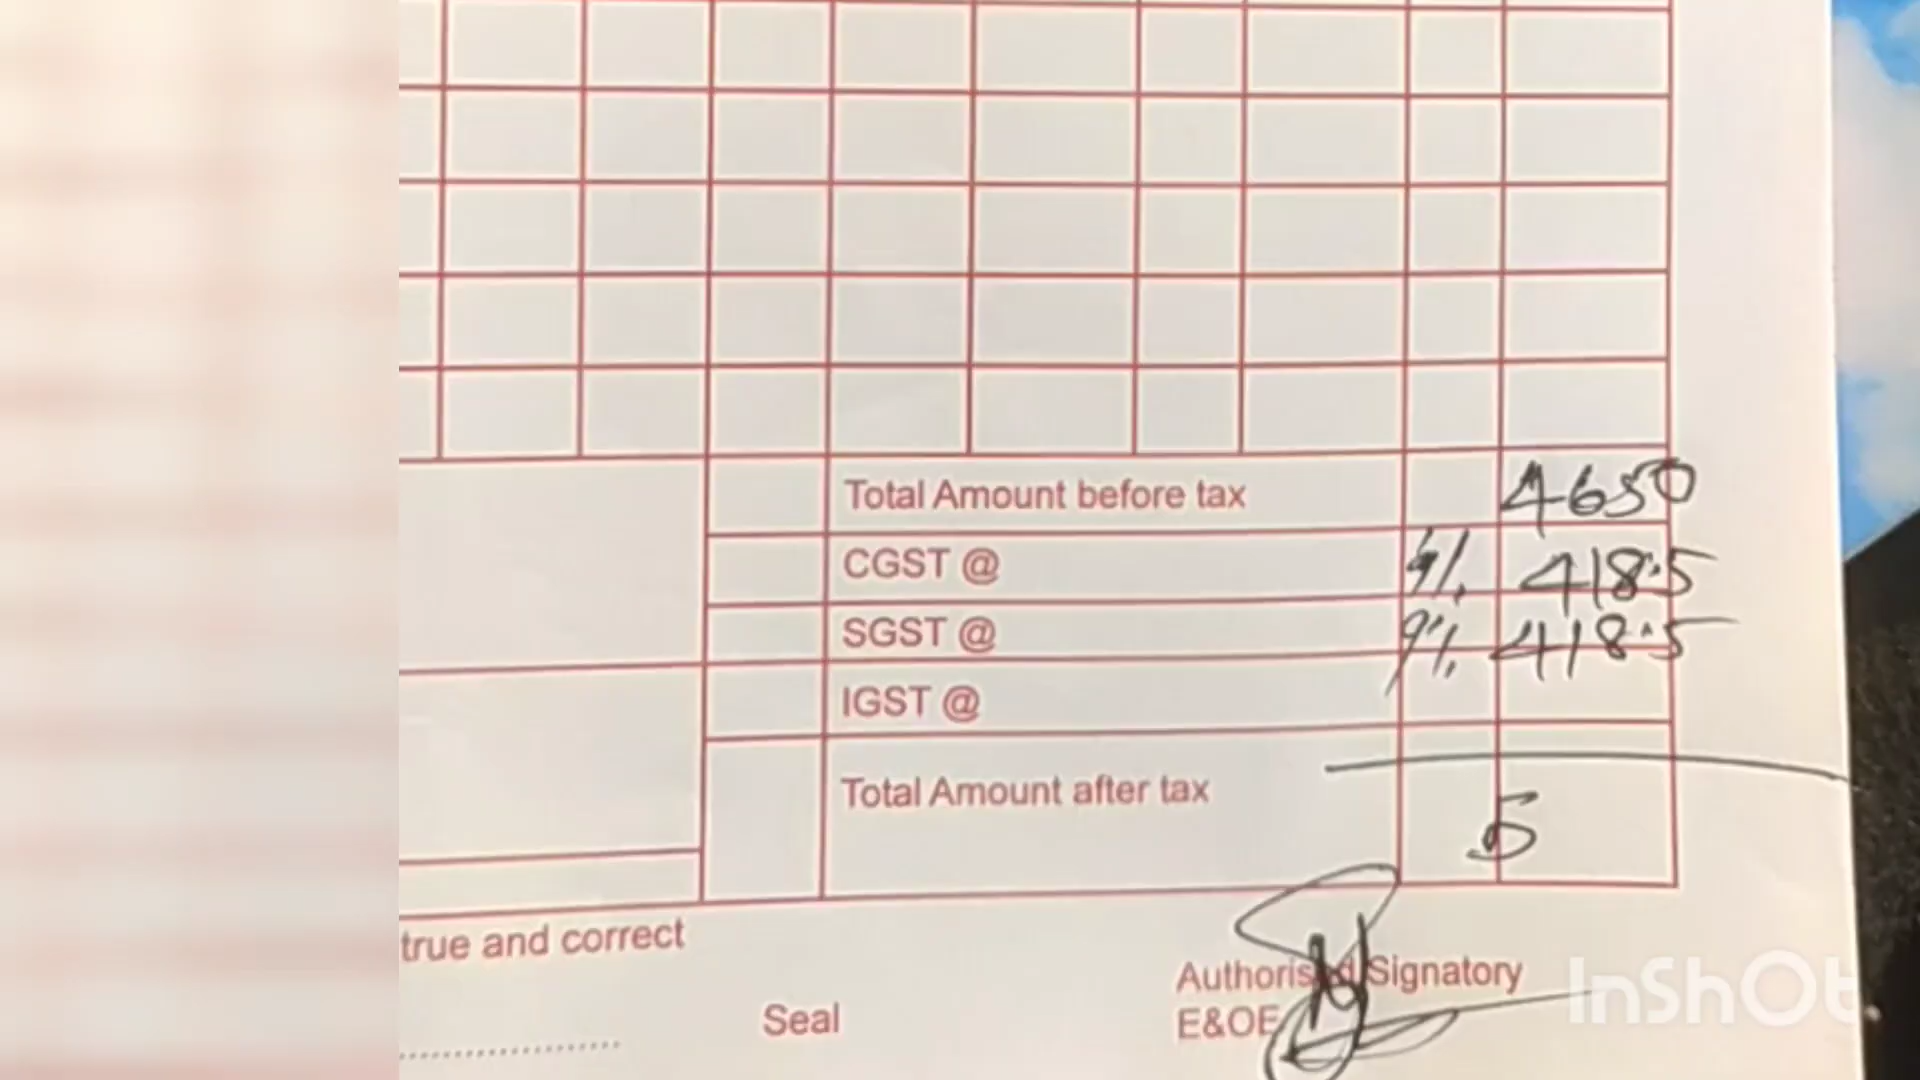 Total Amount before tax 4650
CGST @ 9% 418.5
SGST @ 9% 418.5
IGST @
Total Amount after tax 5
true and correct
Authorised Signatory
Seal
E&OE
InShOt